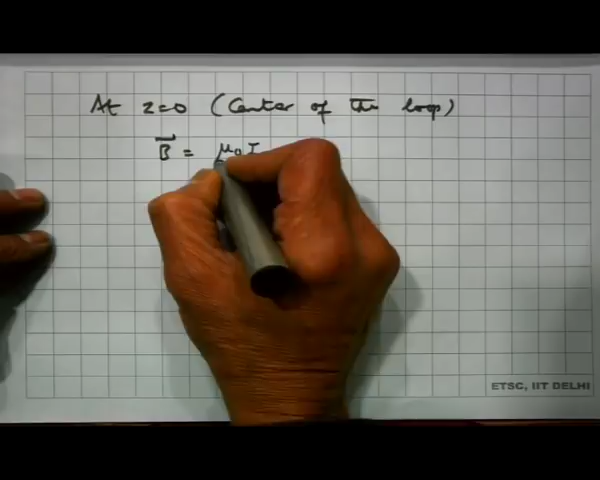 At z=0 (Center of the loop)
B⃗ = μ₀I
ETSC, IIT DELHI